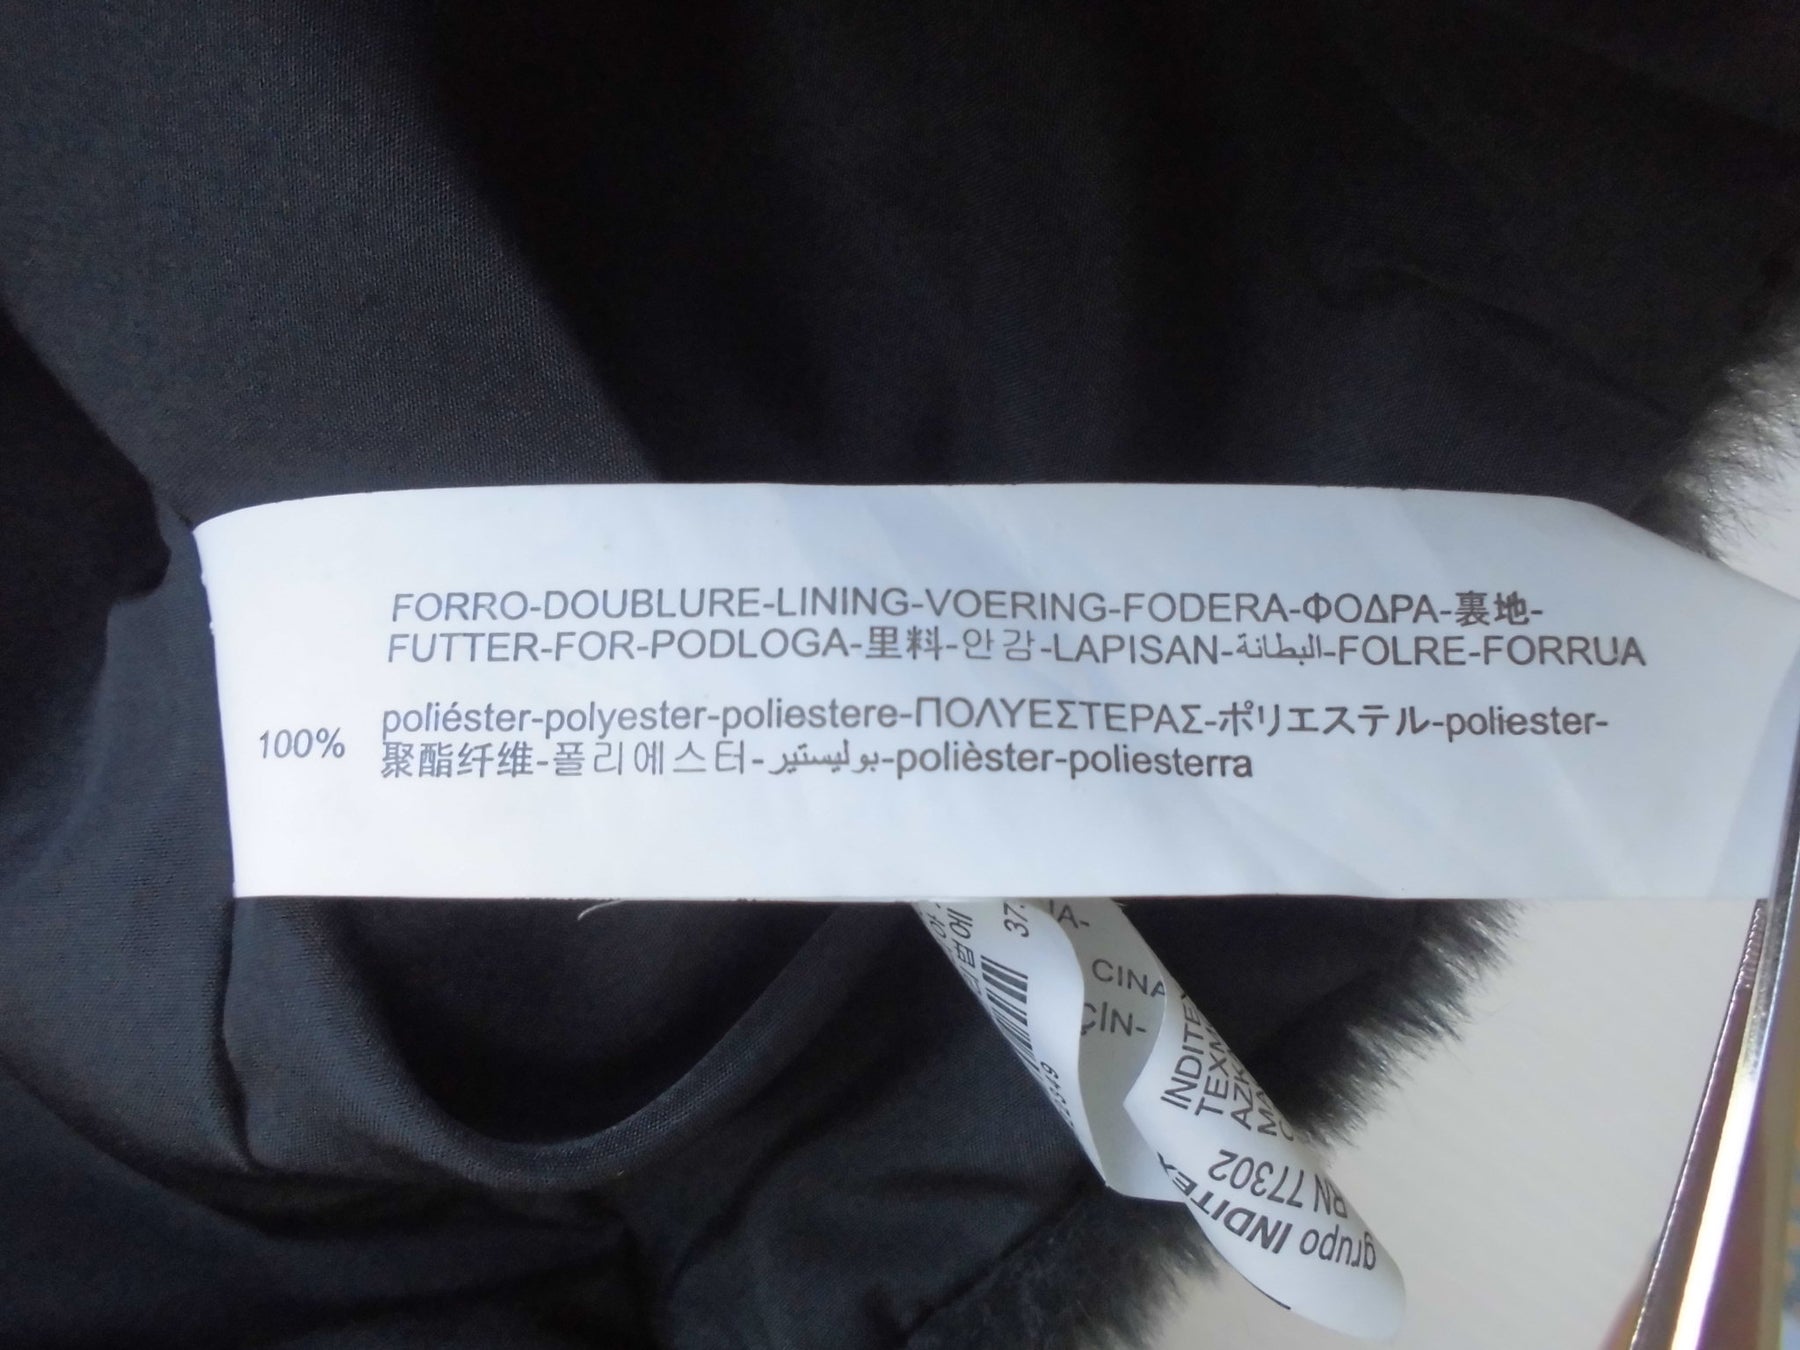 FORRO-DOUBLURE-LINING-VOERING-FODERA-ΦΟΔΡΑ-裏地-
FUTTER-FOR-PODLOGA-里料-안감-LAPISAN-البطانة-FOLRE-FORRUA
poliéster-polyester-poliestere-ΠΟΛΥΕΣΤΕΡΑΣ-ポリエステル-poliester-
100% 聚酯纤维-폴리에스터-بوليستير-polièster-poliesterra
CINA
ÇİN-
RN 77302
grupo INDITEX